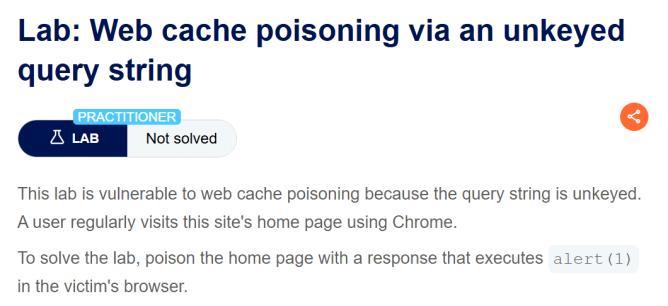 Lab: Web cache poisoning via an unkeyed
query string
PRACTITIONER
LAB
Not solved
This lab is vulnerable to web cache poisoning because the query string is unkeyed.
A user regularly visits this site's home page using Chrome.
To solve the lab, poison the home page with a response that executes alert(1)
in the victim's browser.